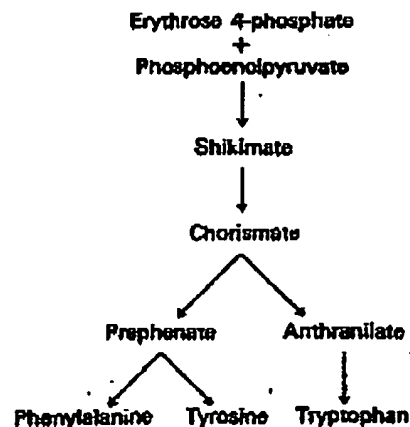 Erythrose 4-phosphate
+
Phosphoenolpyruvate
Shikimate
Chorismate
Prephenate Anthranilate
Phenylalanine Tyrosine Tryptophan